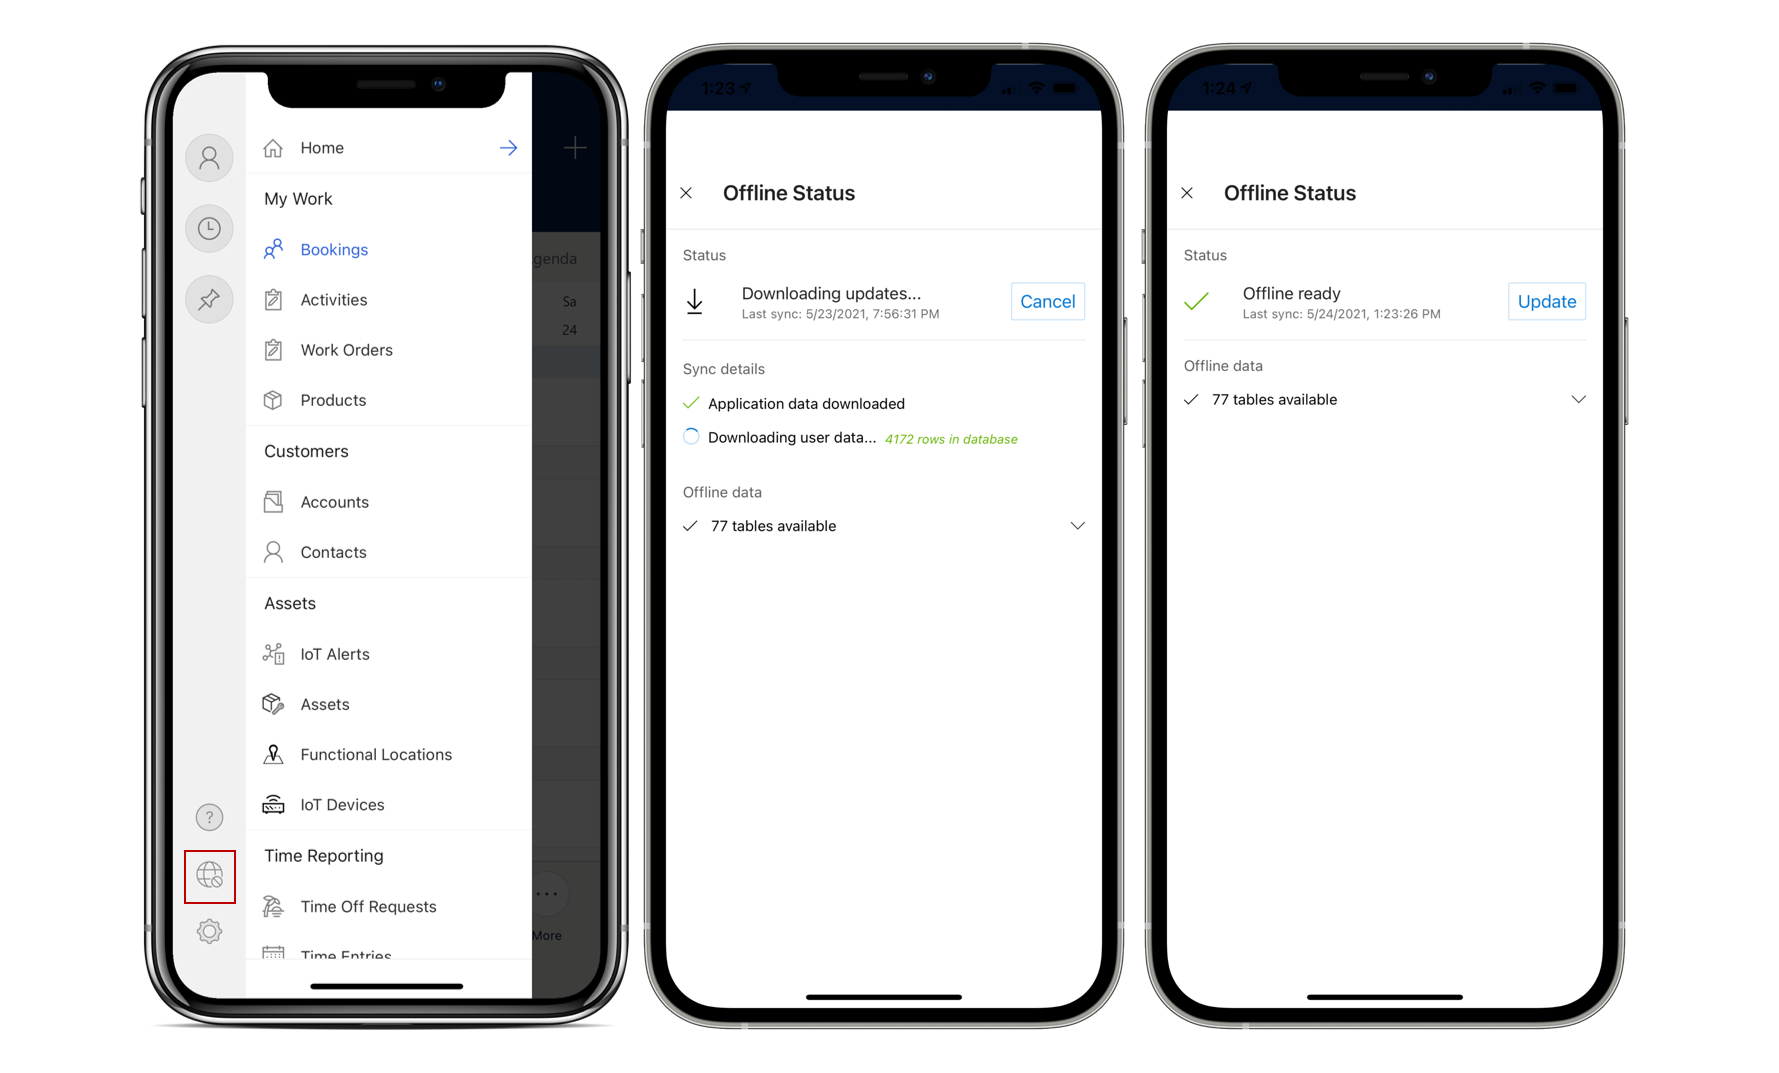 Home
My Work
Bookings
Activities
Work Orders
Products
Customers
Accounts
Contacts
Assets
IoT Alerts
Assets
Functional Locations
IoT Devices
Time Reporting
Time Off Requests
Time Entries
genda
Sa
24
More
?
1:23
Offline Status
Status
Downloading updates...
Last sync: 5/23/2021, 7:56:31 PM
Cancel
Sync details
Application data downloaded
Downloading user data... 4172 rows in database
Offline data
77 tables available
1:24
Offline Status
Status
Offline ready
Last sync: 5/24/2021, 1:23:26 PM
Update
Offline data
77 tables available